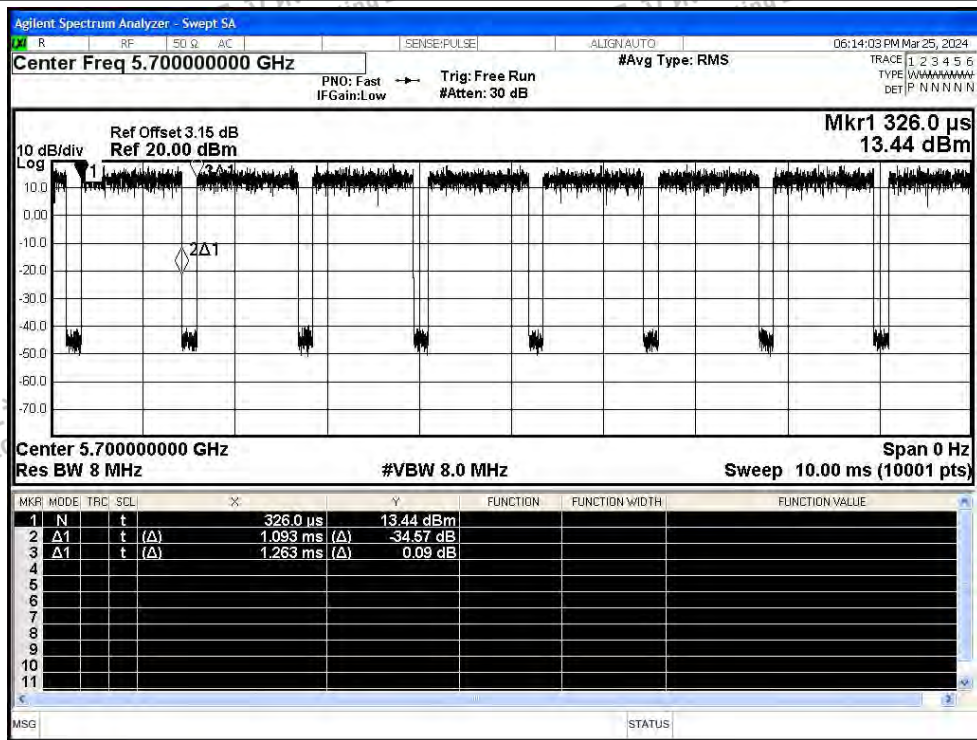 Agilent Spectrum Analyzer - Swept SA
LXI R RF 50 Ω AC SENSE:PULSE ALIGN AUTO 06:14:03 PM Mar 25, 2024
Center Freq 5.700000000 GHz
PNO: Fast
IFGain:Low
Trig: Free Run
#Atten: 30 dB
#Avg Type: RMS
TRACE 1 2 3 4 5 6
TYPE WWWWWW
DET P N N N N N
Mkr1 326.0 µs
13.44 dBm
Ref Offset 3.15 dB
10 dB/div Ref 20.00 dBm
Log
1
3Δ1
10.0
0.00
2Δ1
-10.0
-20.0
-30.0
-40.0
-50.0
-60.0
-70.0
Center 5.700000000 GHz Span 0 Hz
Res BW 8 MHz #VBW 8.0 MHz Sweep 10.00 ms (10001 pts)
MKR MODE TRC SCL X Y FUNCTION FUNCTION WIDTH FUNCTION VALUE
1 N t 326.0 µs 13.44 dBm
2 Δ1 t (Δ) 1.093 ms (Δ) -34.57 dB
3 Δ1 t (Δ) 1.263 ms (Δ) 0.09 dB
4
5
6
7
8
9
10
11
MSG STATUS